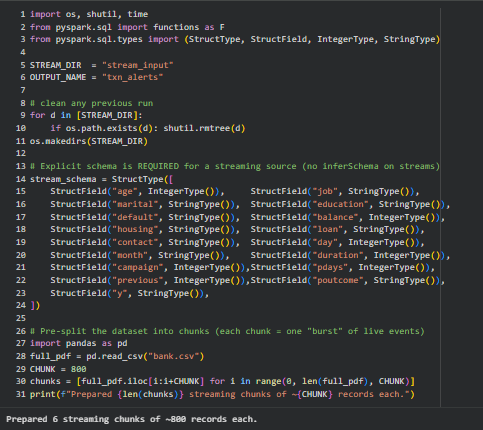 1 import os, shutil, time
2 from pyspark.sql import functions as F
3 from pyspark.sql.types import (StructType, StructField, IntegerType, StringType)
4
5 STREAM_DIR  = "stream_input"
6 OUTPUT_NAME = "txn_alerts"
7
8 # clean any previous run
9 for d in [STREAM_DIR]:
10     if os.path.exists(d): shutil.rmtree(d)
11 os.makedirs(STREAM_DIR)
12
13 # Explicit schema is REQUIRED for a streaming source (no inferSchema on streams)
14 stream_schema = StructType([
15     StructField("age", IntegerType()),     StructField("job", StringType()),
16     StructField("marital", StringType()),  StructField("education", StringType()),
17     StructField("default", StringType()),  StructField("balance", IntegerType()),
18     StructField("housing", StringType()),  StructField("loan", StringType()),
19     StructField("contact", StringType()),  StructField("day", IntegerType()),
20     StructField("month", StringType()),    StructField("duration", IntegerType()),
21     StructField("campaign", IntegerType()),StructField("pdays", IntegerType()),
22     StructField("previous", IntegerType()),StructField("poutcome", StringType()),
23     StructField("y", StringType()),
24 ])
25
26 # Pre-split the dataset into chunks (each chunk = one "burst" of live events)
27 import pandas as pd
28 full_pdf = pd.read_csv("bank.csv")
29 CHUNK = 800
30 chunks = [full_pdf.iloc[i:i+CHUNK] for i in range(0, len(full_pdf), CHUNK)]
31 print(f"Prepared {len(chunks)} streaming chunks of ~{CHUNK} records each.")
Prepared 6 streaming chunks of ~800 records each.